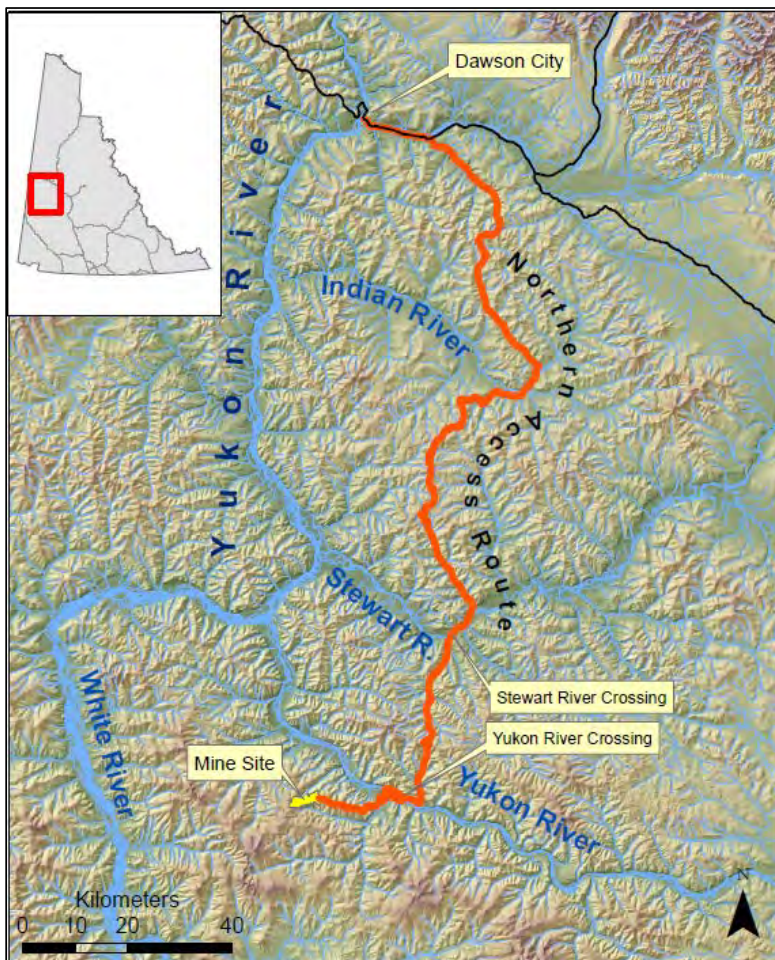 Dawson City
Yukon River
Indian River
Northern Accesss Route
Stewart R.
Stewart River Crossing
White River
Yukon River Crossing
Mine Site
Yukon River
Kilometers
0 10 20 40
N